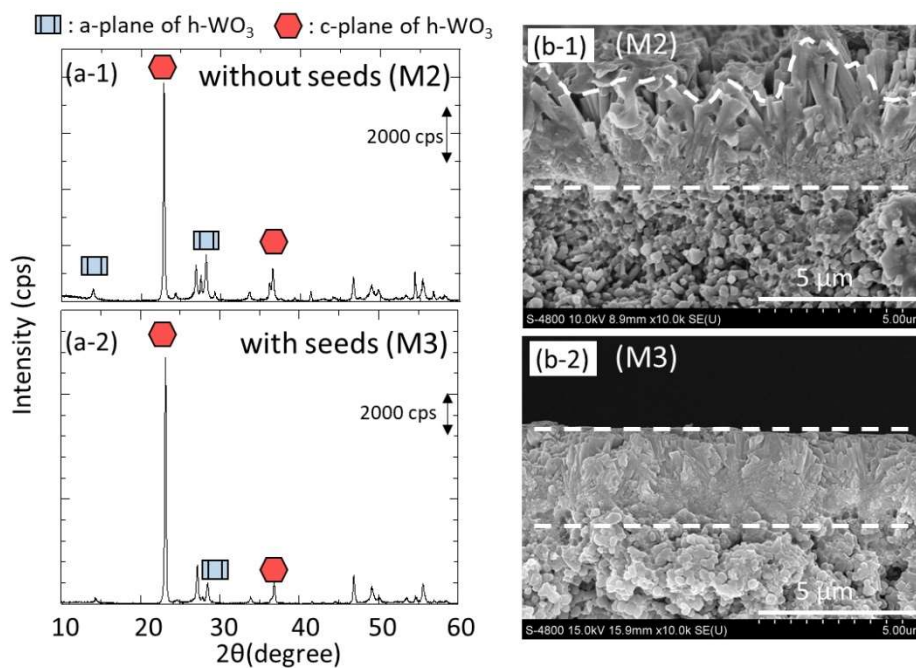 : a-plane of h-WO₃ : c-plane of h-WO₃
(a-1) without seeds (M2)
2000 cps
(a-2) with seeds (M3)
2000 cps
Intensity (cps)
10 20 30 40 50 60
2θ(degree)
(b-1) (M2)
5 μm
S-4800 10.0kV 8.9mm x10.0k SE(U) 5.00um
(b-2) (M3)
5 μm
S-4800 15.0kV 15.9mm x10.0k SE(U) 5.00um